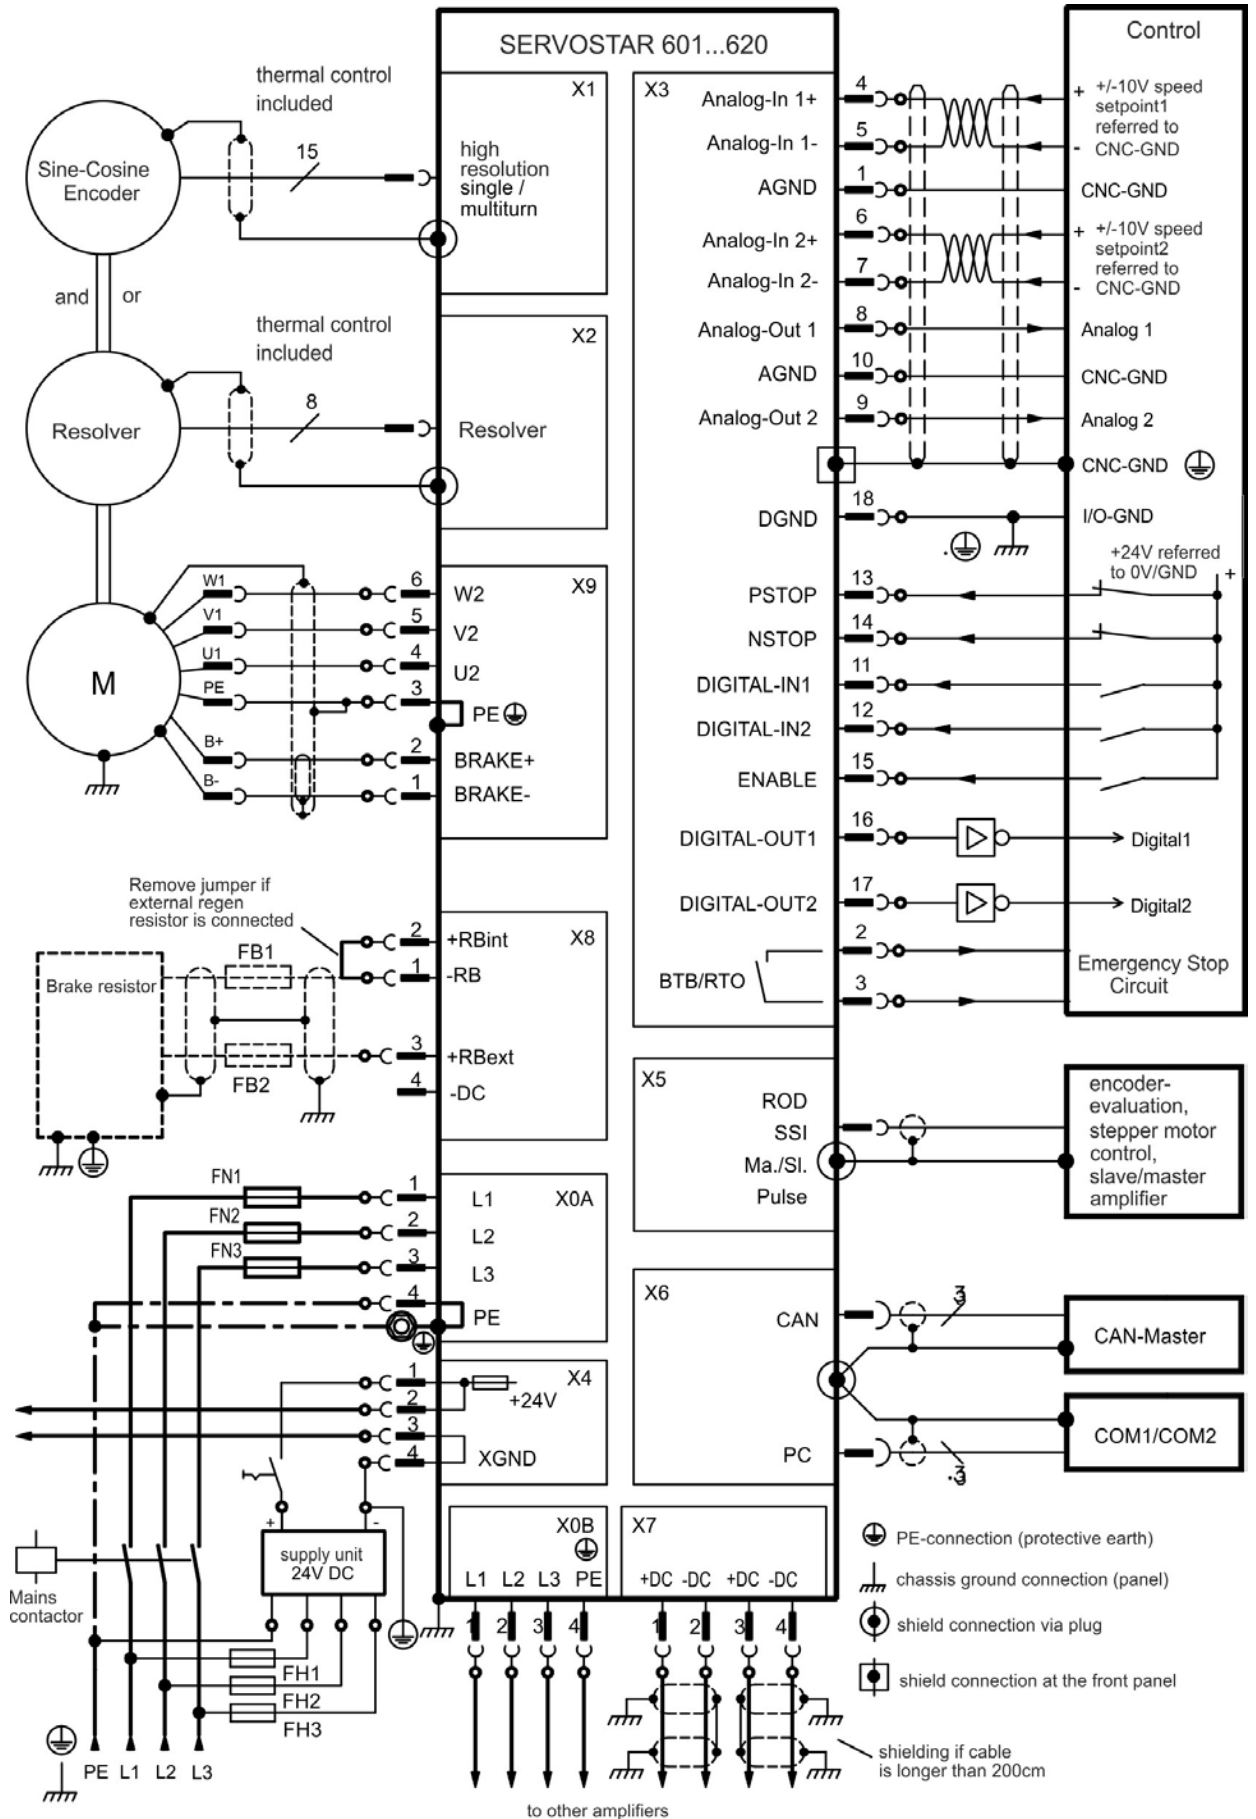 SERVOSTAR 601...620
Control
thermal control
included
Sine-Cosine
Encoder
15
X1
high
resolution
single /
multiturn
and or
thermal control
included
Resolver
8
X2
Resolver
M
W1
V1
U1
PE
B+
B-
6
5
4
3
2
1
X9
W2
V2
U2
PE
BRAKE+
BRAKE-
Remove jumper if
external regen
resistor is connected
Brake resistor
FB1
FB2
2
1
3
4
X8
+RBint
-RB
+RBext
-DC
FN1
FN2
FN3
1
2
3
4
X0A
L1
L2
L3
PE
1
2
3
4
X4
+24V
XGND
+ -
supply unit
24V DC
Mains
contactor
FH1
FH2
FH3
PE L1 L2 L3
X0B
L1 L2 L3 PE
1 2 3 4
X7
+DC -DC +DC -DC
1 2 3 4
to other amplifiers
X3
Analog-In 1+
4
+ +/-10V speed
setpoint1
referred to
- CNC-GND
Analog-In 1-
5
AGND
1
CNC-GND
Analog-In 2+
6
+ +/-10V speed
setpoint2
referred to
- CNC-GND
Analog-In 2-
7
Analog-Out 1
8
Analog 1
AGND
10
CNC-GND
Analog-Out 2
9
Analog 2
CNC-GND
DGND
18
I/O-GND
+24V referred
to 0V/GND
+
PSTOP
13
NSTOP
14
DIGITAL-IN1
11
DIGITAL-IN2
12
ENABLE
15
DIGITAL-OUT1
16
Digital1
DIGITAL-OUT2
17
Digital2
BTB/RTO
2
3
Emergency Stop
Circuit
X5
ROD
SSI
Ma./Sl.
Pulse
encoder-
evaluation,
stepper motor
control,
slave/master
amplifier
X6
CAN
3
CAN-Master
PC
3
COM1/COM2
PE-connection (protective earth)
chassis ground connection (panel)
shield connection via plug
shield connection at the front panel
shielding if cable
is longer than 200cm